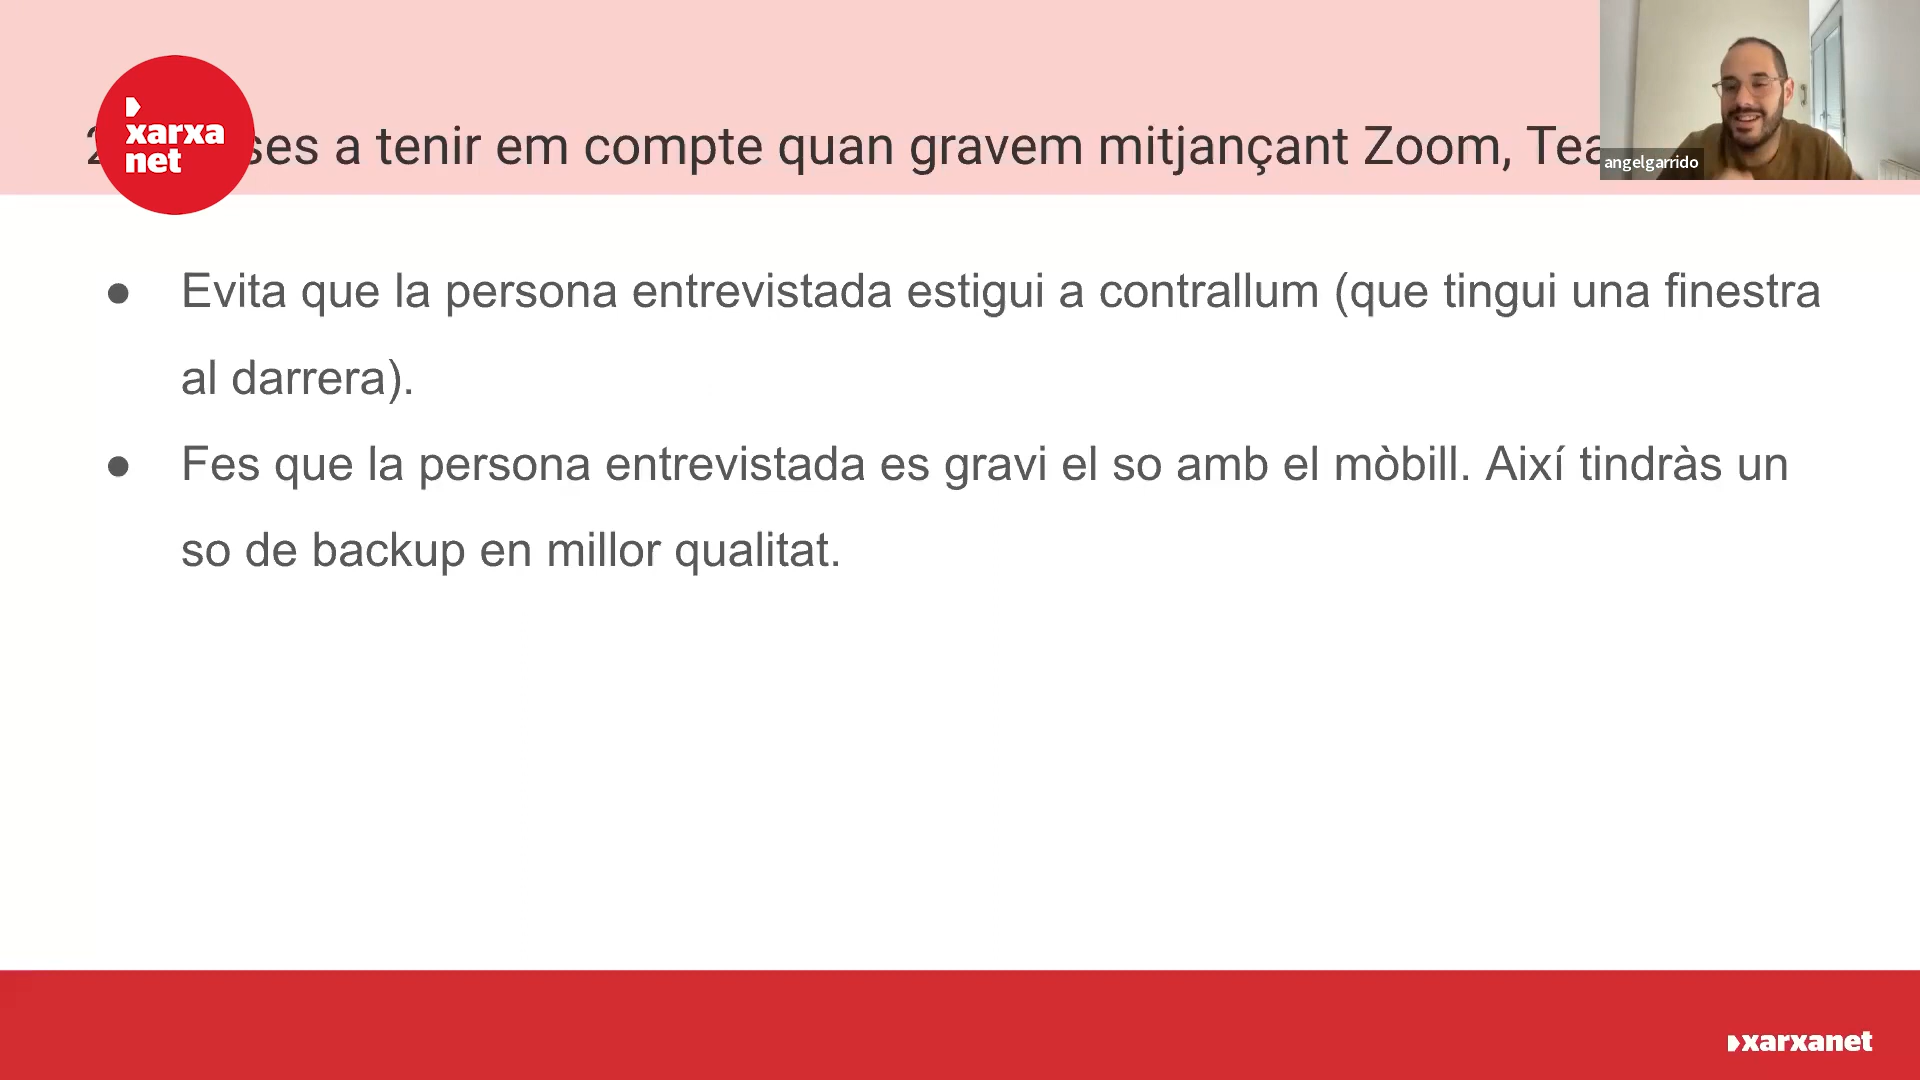 xarxa
net
ses a tenir em compte quan gravem mitjançant Zoom,
angelgarrido
● Evita que la persona entrevistada estigui a contrallum (que tingui una finestra
al darrera).
● Fes que la persona entrevistada es gravi el so amb el mòbill. Així tindràs un
so de backup en millor qualitat.
xarxanet